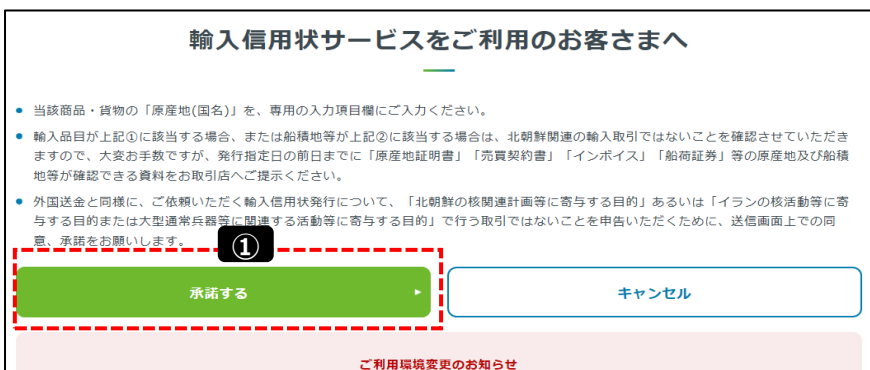 輸入信用状サービスをご利用のお客さまへ
当該商品・貨物の「原産地(国名)」を、専用の入力項目欄にご入力ください。
輸入品目が上記①に該当する場合、または船積地等が上記②に該当する場合は、北朝鮮関連の輸入取引ではないことを確認させていただき
ますので、大変お手数ですが、発行指定日の前日までに「原産地証明書」「売買契約書」「インボイス」「船荷証券」等の原産地及び船積
地等が確認できる資料をお取引店へご提示ください。
外国送金と同様に、ご依頼いただく輸入信用状発行について、「北朝鮮の核関連計画等に寄与する目的」あるいは「イランの核活動等に寄
与する目的または大型通常兵器等に関連する活動等に寄与する目的」で行う取引ではないことを申告いただくために、送信画面上での同
意、承諾をお願いします。
①
承諾する
キャンセル
ご利用環境変更のお知らせ